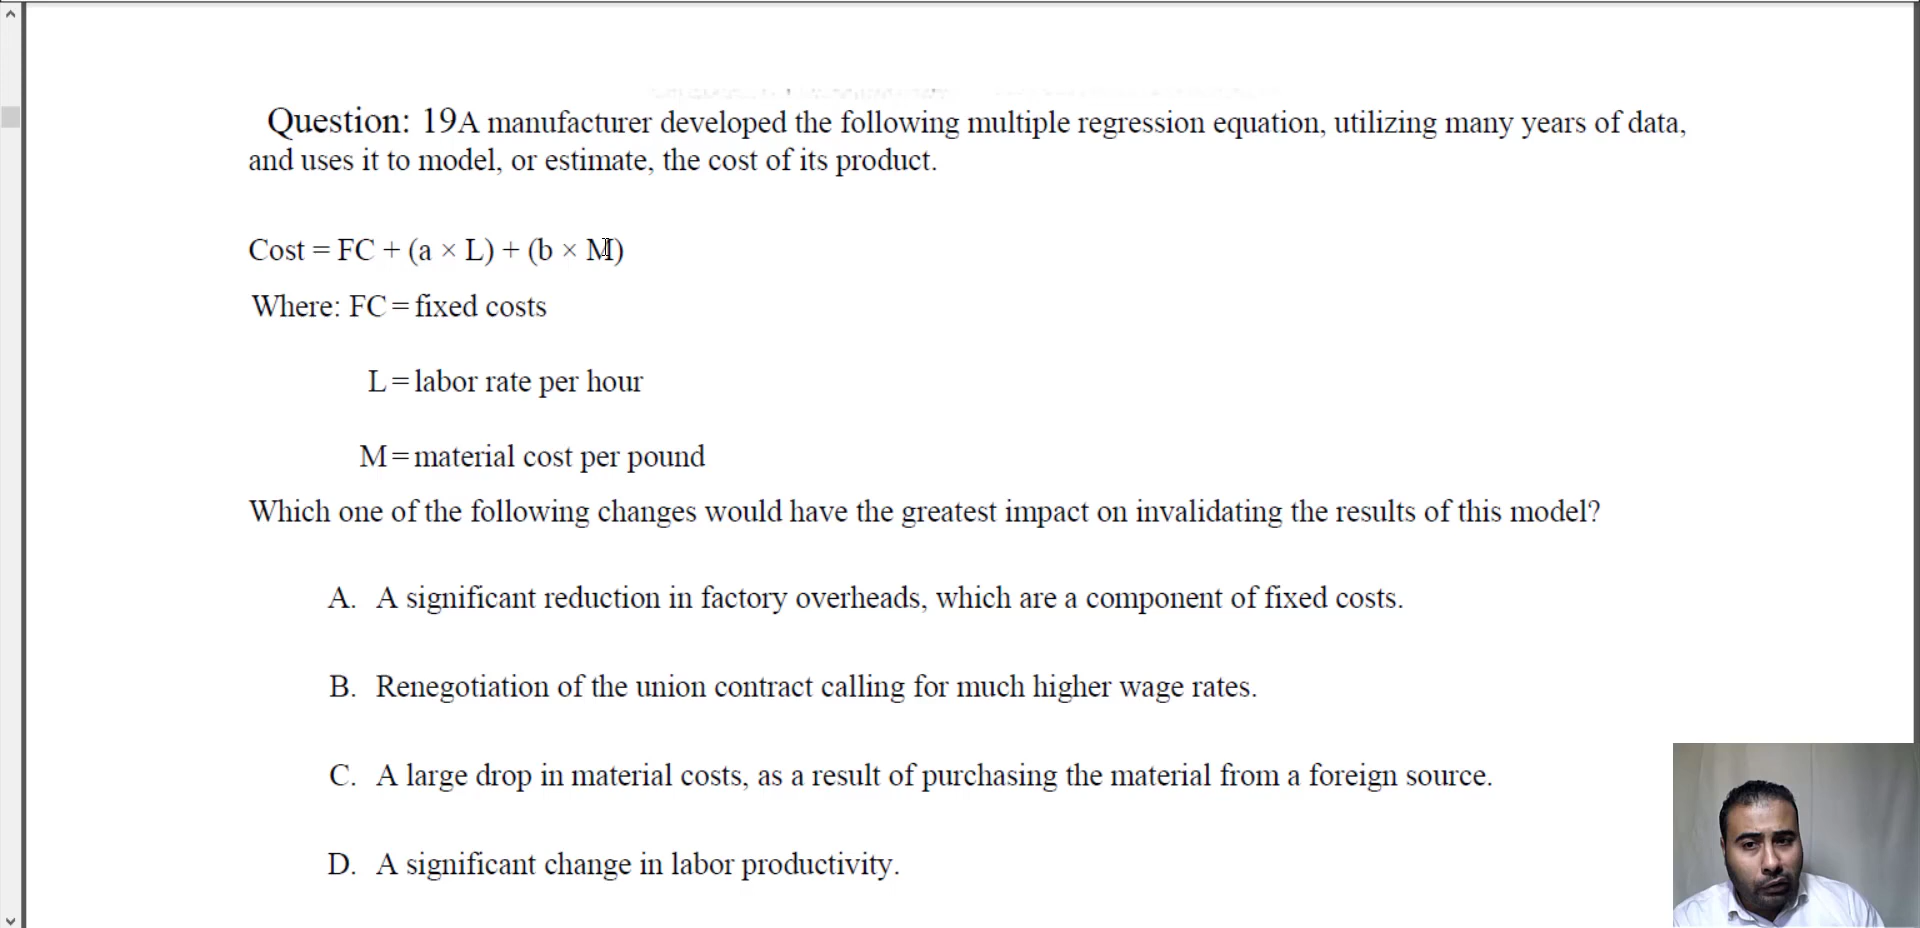 Question: 19A manufacturer developed the following multiple regression equation, utilizing many years of data,
and uses it to model, or estimate, the cost of its product.
Cost = FC + (a × L) + (b × M)
Where: FC = fixed costs
L = labor rate per hour
M = material cost per pound
Which one of the following changes would have the greatest impact on invalidating the results of this model?
A. A significant reduction in factory overheads, which are a component of fixed costs.
B. Renegotiation of the union contract calling for much higher wage rates.
C. A large drop in material costs, as a result of purchasing the material from a foreign source.
D. A significant change in labor productivity.